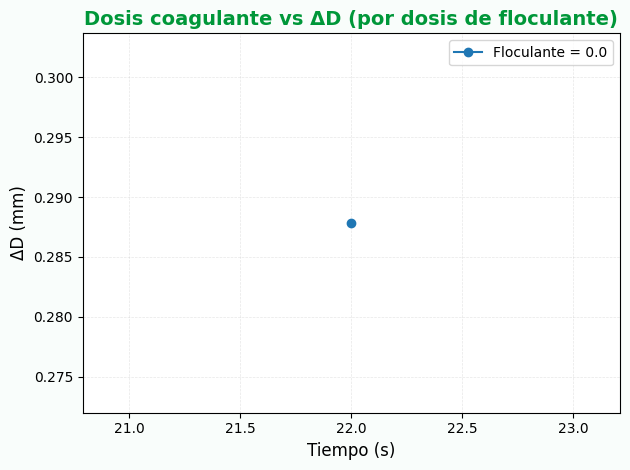 Dosis coagulante vs ΔD (por dosis de floculante)
Floculante = 0.0
0.300
0.295
0.290
0.285
0.280
0.275
ΔD (mm)
21.0 21.5 22.0 22.5 23.0
Tiempo (s)